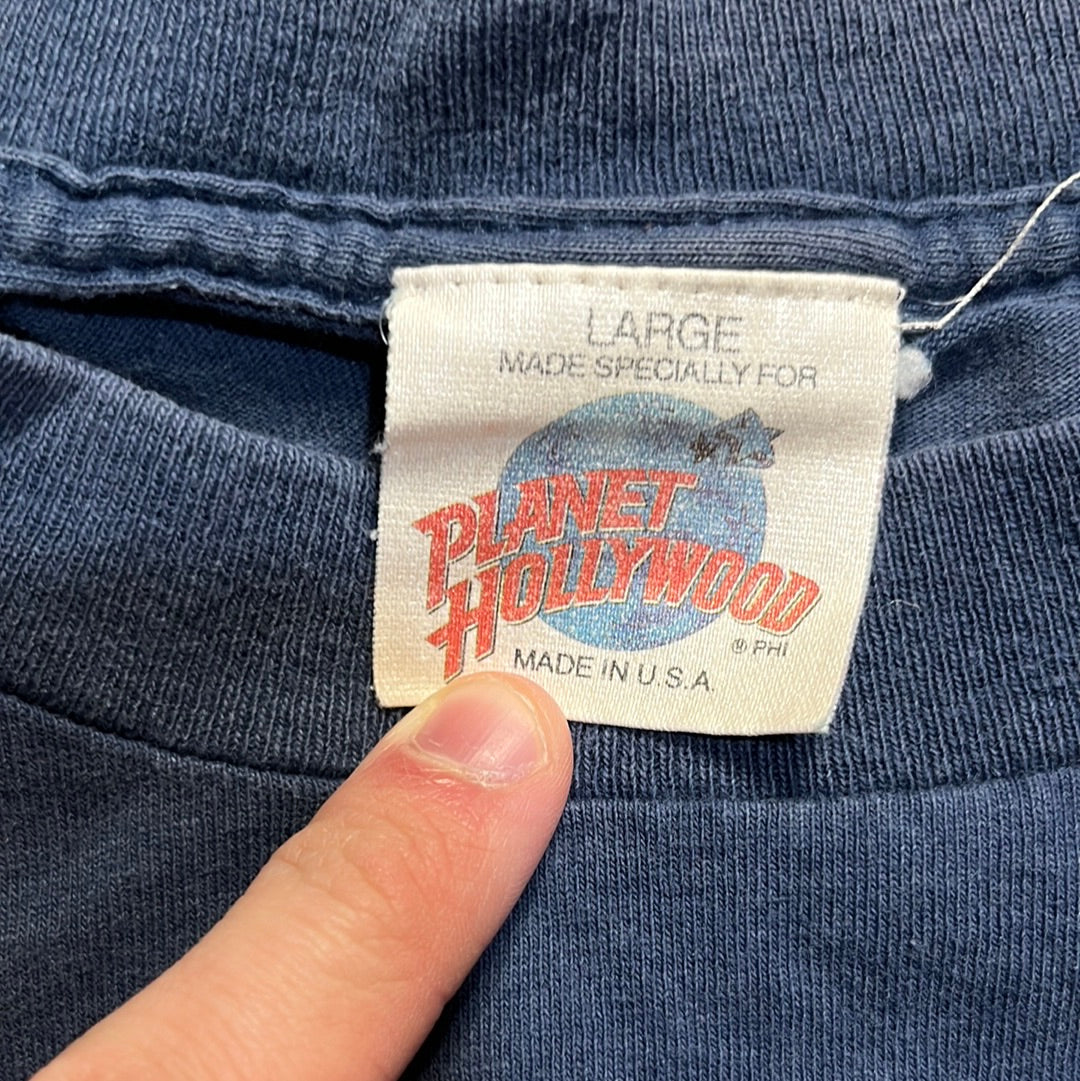 LARGE
MADE SPECIALLY FOR
PLANET
HOLLYWOOD
® PHI
MADE IN U.S.A.